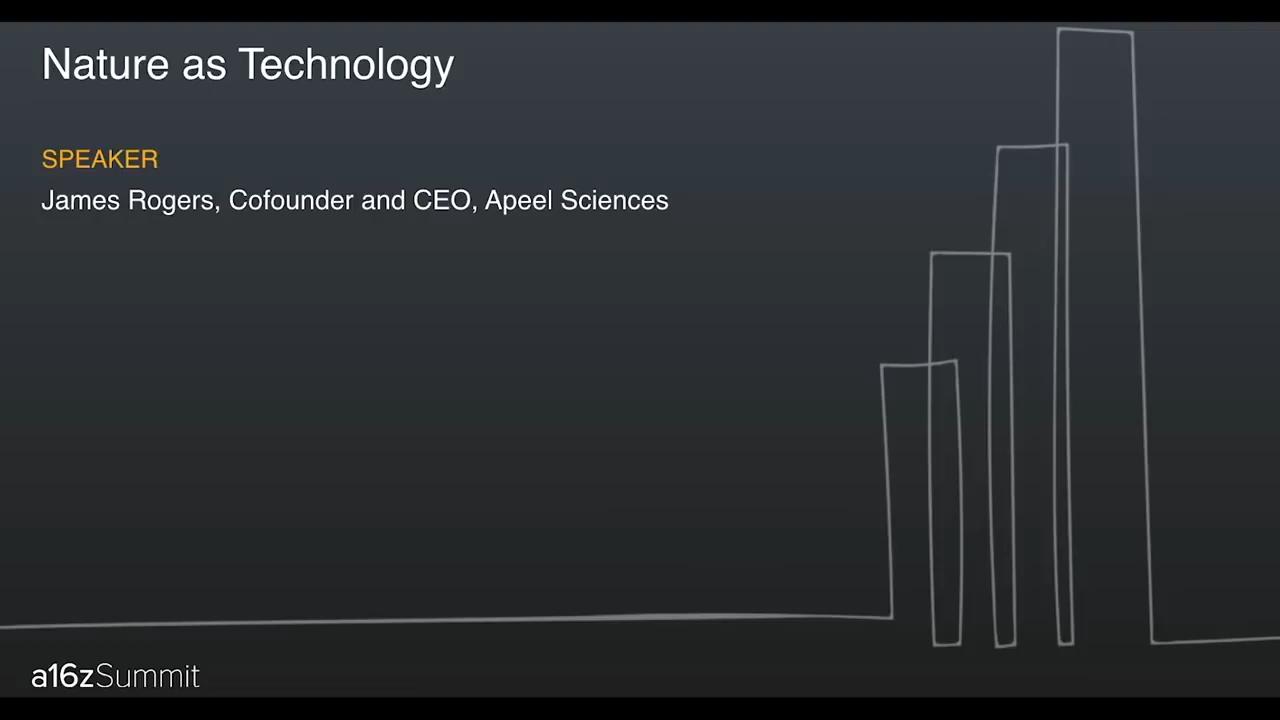 Nature as Technology
SPEAKER
James Rogers, Cofounder and CEO, Apeel Sciences
a16zSummit